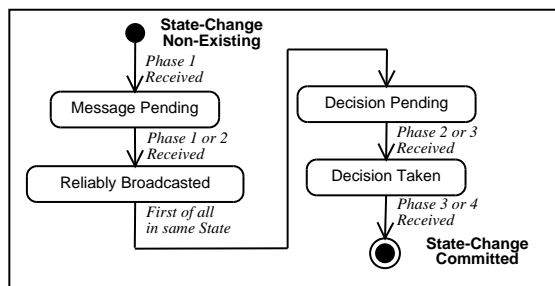 State-Change
Non-Existing
Phase 1
Received
Message Pending
Phase 1 or 2
Received
Reliably Broadcasted
First of all
in same State
Decision Pending
Phase 2 or 3
Received
Decision Taken
Phase 3 or 4
Received
State-Change
Committed